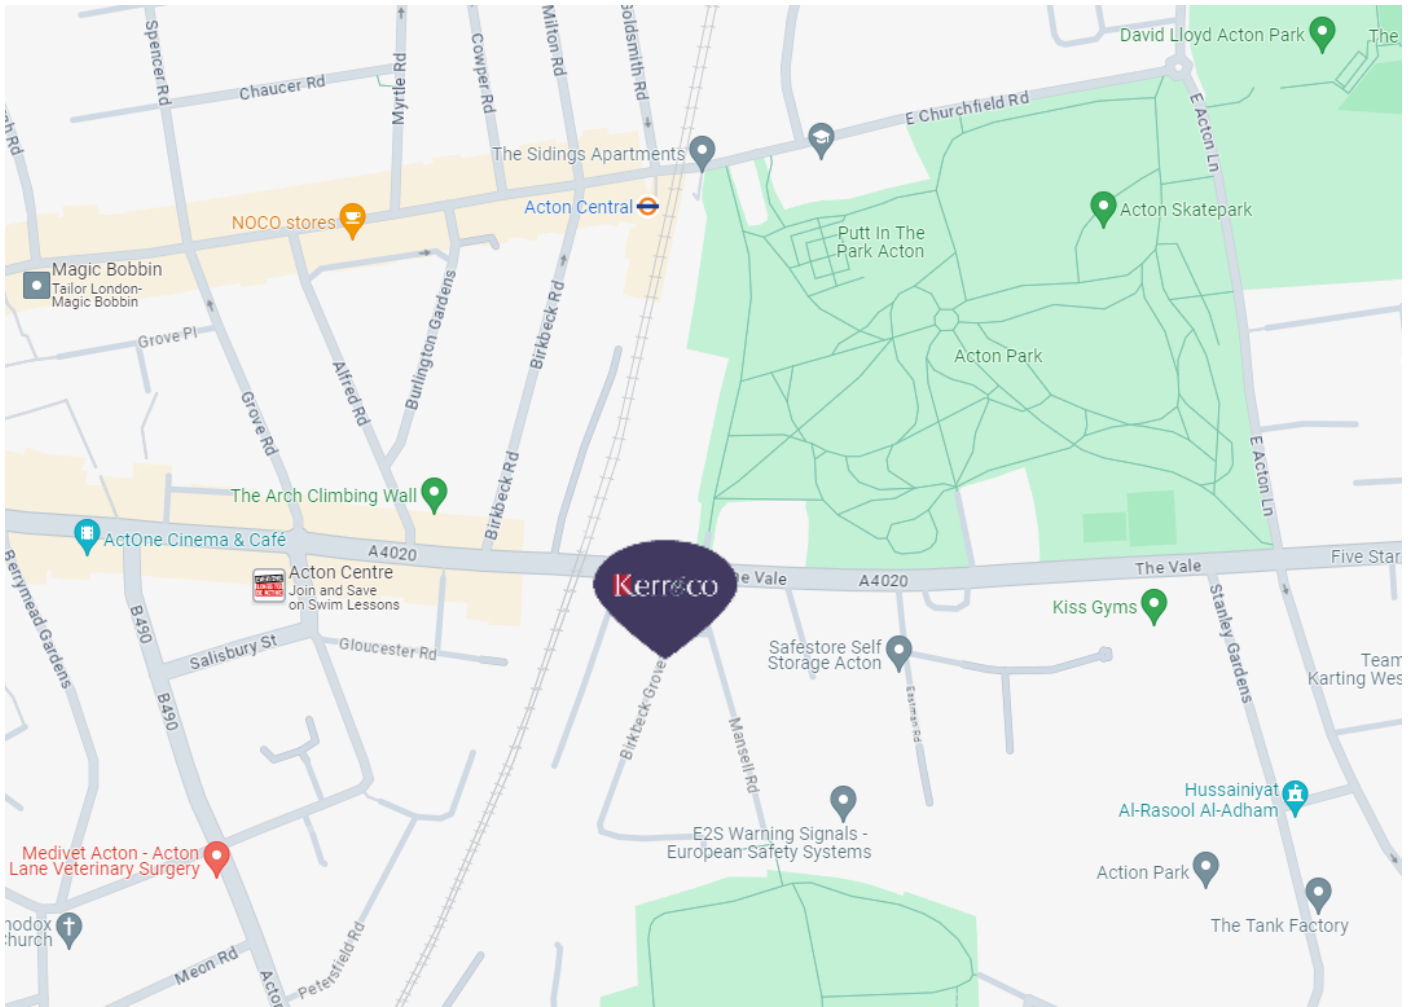 David Lloyd Acton Park
The
Spencer Rd
Chaucer Rd
Myrtle Rd
Cowper Rd
Milton Rd
Goldsmith Rd
E Churchfield Rd
E Acton Ln
The Sidings Apartments
Acton Central
NOCO stores
Acton Skatepark
Putt In The
Park Acton
Magic Bobbin
Tailor London-
Magic Bobbin
Grove Pl
Burlington Gardens
Birkbeck Rd
Alfred Rd
Grove Rd
Acton Park
E Acton Ln
Birkbeck Rd
The Arch Climbing Wall
ActOne Cinema & Café
A4020
Acton Centre
Join and Save
on Swim Lessons
Kerr&co
e Vale
A4020
The Vale
Five Star
Kiss Gyms
Stanley Gardens
Berrymead Gardens
B490
Salisbury St
Gloucester Rd
Safestore Self
Storage Acton
Team
Karting Wes
Birkbeck Grove
Mansell Rd
Eastman Rd
B490
Hussainiyat
Al-Rasool Al-Adham
E2S Warning Signals -
European Safety Systems
Medivet Acton - Acton
Lane Veterinary Surgery
Action Park
The Tank Factory
hodox
hurch
Meon Rd
Petersfield Rd
Acton